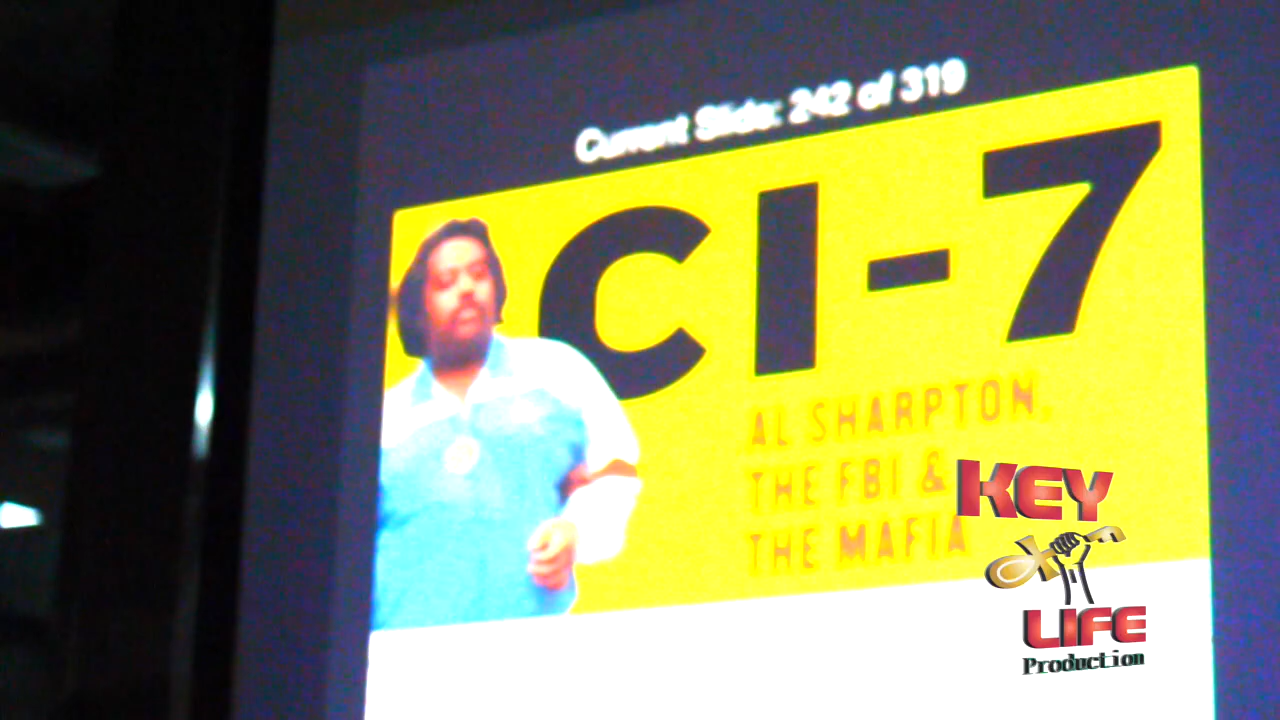 Current Slide: 242 of 319
CI-7
AL SHARPTON,
THE FBI &
THE MAFIA
KEY
LIFE
Production